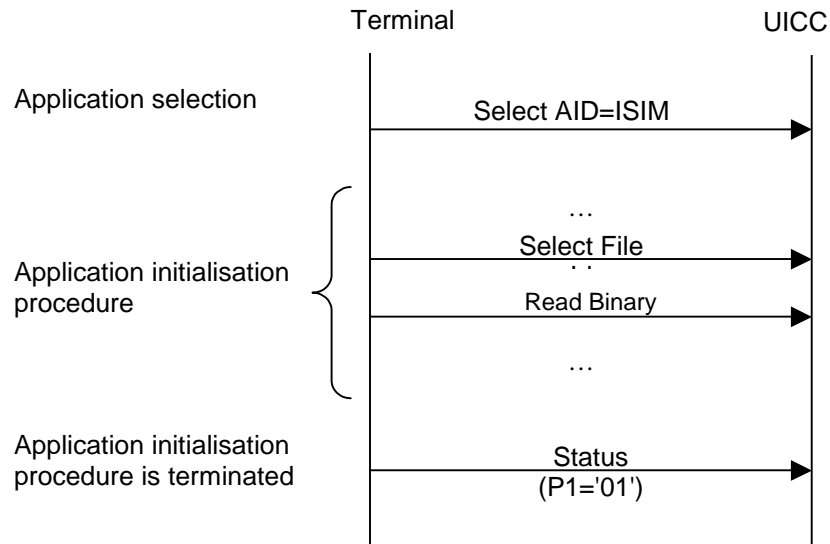 Terminal
UICC
Application selection
Select AID=ISIM
...
Select File
. .
Application initialisation
procedure
Read Binary
...
Application initialisation
procedure is terminated
Status
(P1='01')